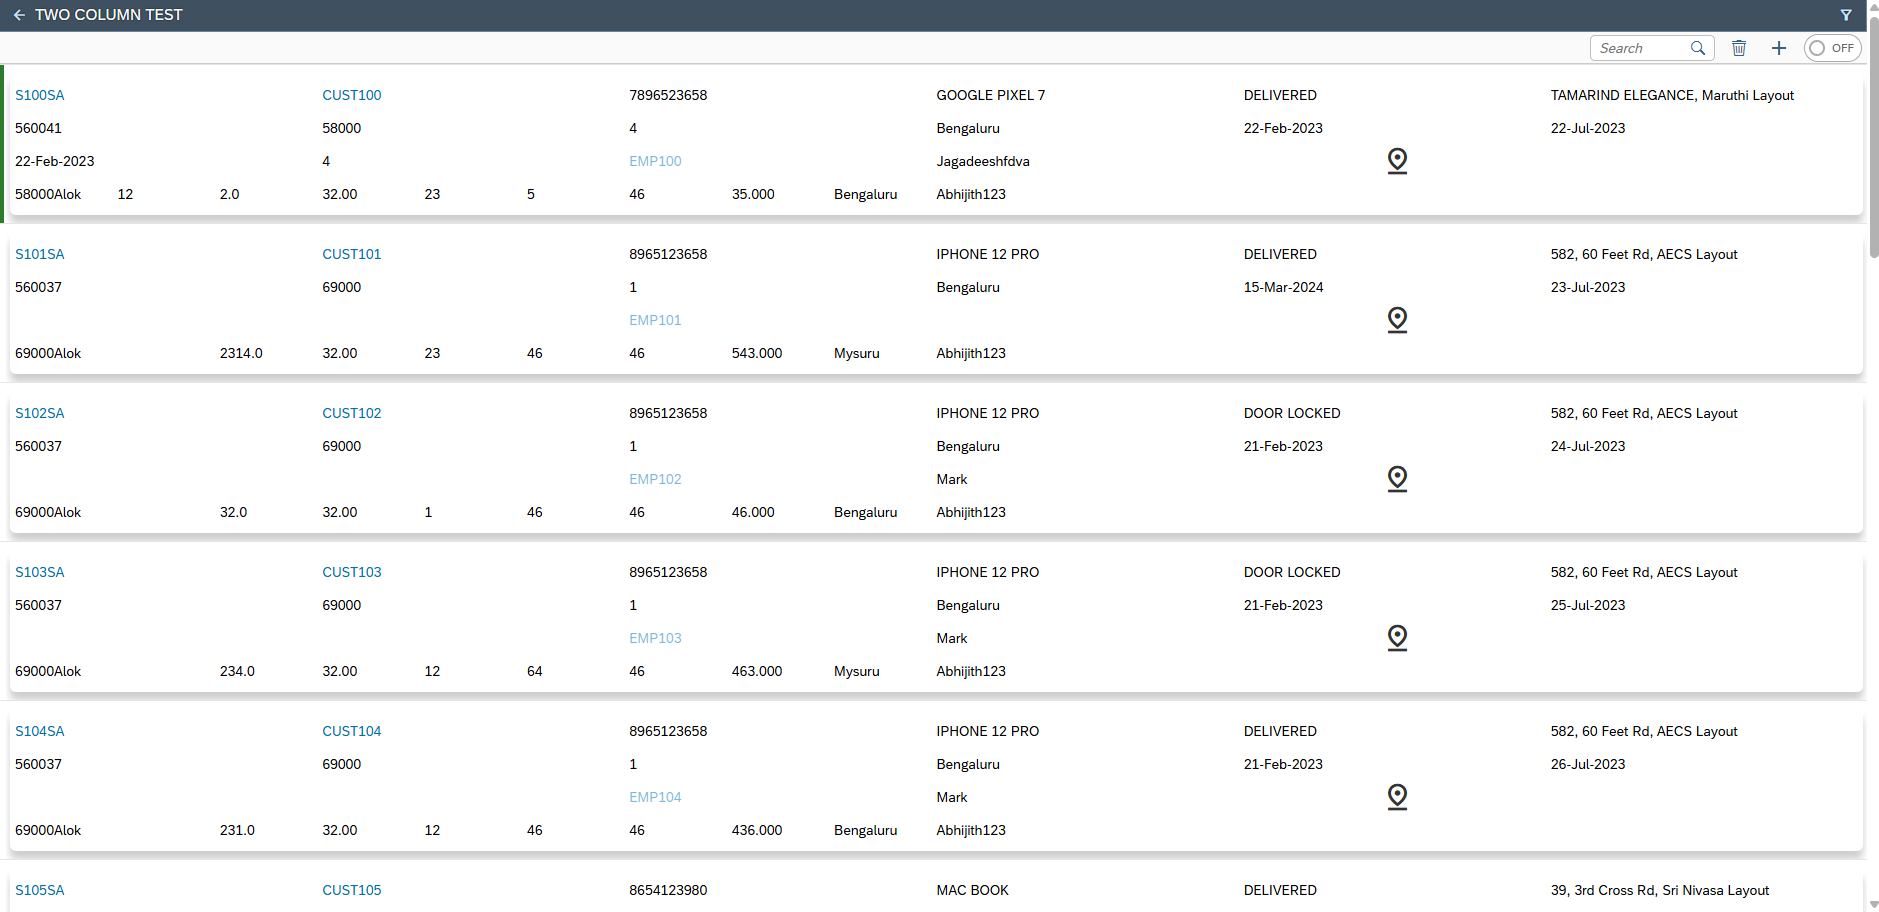 TWO COLUMN TEST
Search OFF
S100SA CUST100 7896523658 GOOGLE PIXEL 7 DELIVERED TAMARIND ELEGANCE, Maruthi Layout
560041 58000 4 Bengaluru 22-Feb-2023 22-Jul-2023
22-Feb-2023 4 EMP100 Jagadeeshfdva
58000Alok 12 2.0 32.00 23 5 46 35.000 Bengaluru Abhijith123
S101SA CUST101 8965123658 IPHONE 12 PRO DELIVERED 582, 60 Feet Rd, AECS Layout
560037 69000 1 Bengaluru 15-Mar-2024 23-Jul-2023
EMP101
69000Alok 2314.0 32.00 23 46 46 543.000 Mysuru Abhijith123
S102SA CUST102 8965123658 IPHONE 12 PRO DOOR LOCKED 582, 60 Feet Rd, AECS Layout
560037 69000 1 Bengaluru 21-Feb-2023 24-Jul-2023
EMP102 Mark
69000Alok 32.0 32.00 1 46 46 46.000 Bengaluru Abhijith123
S103SA CUST103 8965123658 IPHONE 12 PRO DOOR LOCKED 582, 60 Feet Rd, AECS Layout
560037 69000 1 Bengaluru 21-Feb-2023 25-Jul-2023
EMP103 Mark
69000Alok 234.0 32.00 12 64 46 463.000 Mysuru Abhijith123
S104SA CUST104 8965123658 IPHONE 12 PRO DELIVERED 582, 60 Feet Rd, AECS Layout
560037 69000 1 Bengaluru 21-Feb-2023 26-Jul-2023
EMP104 Mark
69000Alok 231.0 32.00 12 46 46 436.000 Bengaluru Abhijith123
S105SA CUST105 8654123980 MAC BOOK DELIVERED 39, 3rd Cross Rd, Sri Nivasa Layout